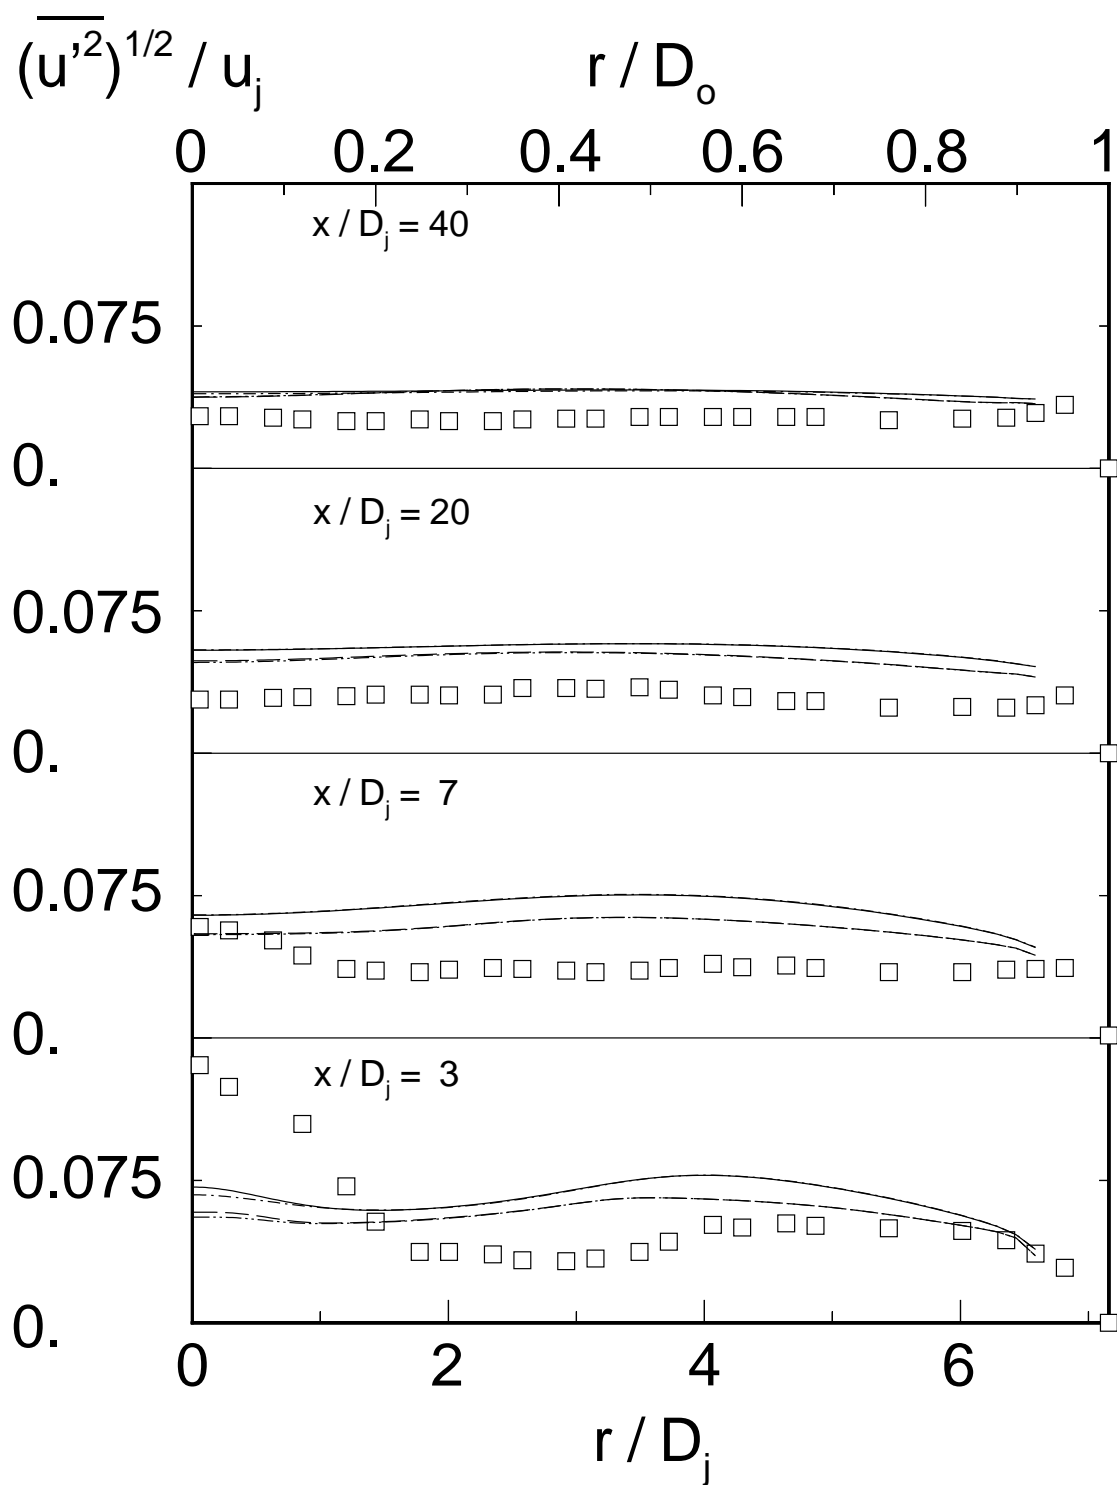 (u'²)^1/2 / u_j r / D_o
0 0.2 0.4 0.6 0.8 1
x / D_j = 40
0.075
0.
x / D_j = 20
0.075
0.
x / D_j = 7
0.075
0.
x / D_j = 3
0.075
0.
0 2 4 6
r / D_j